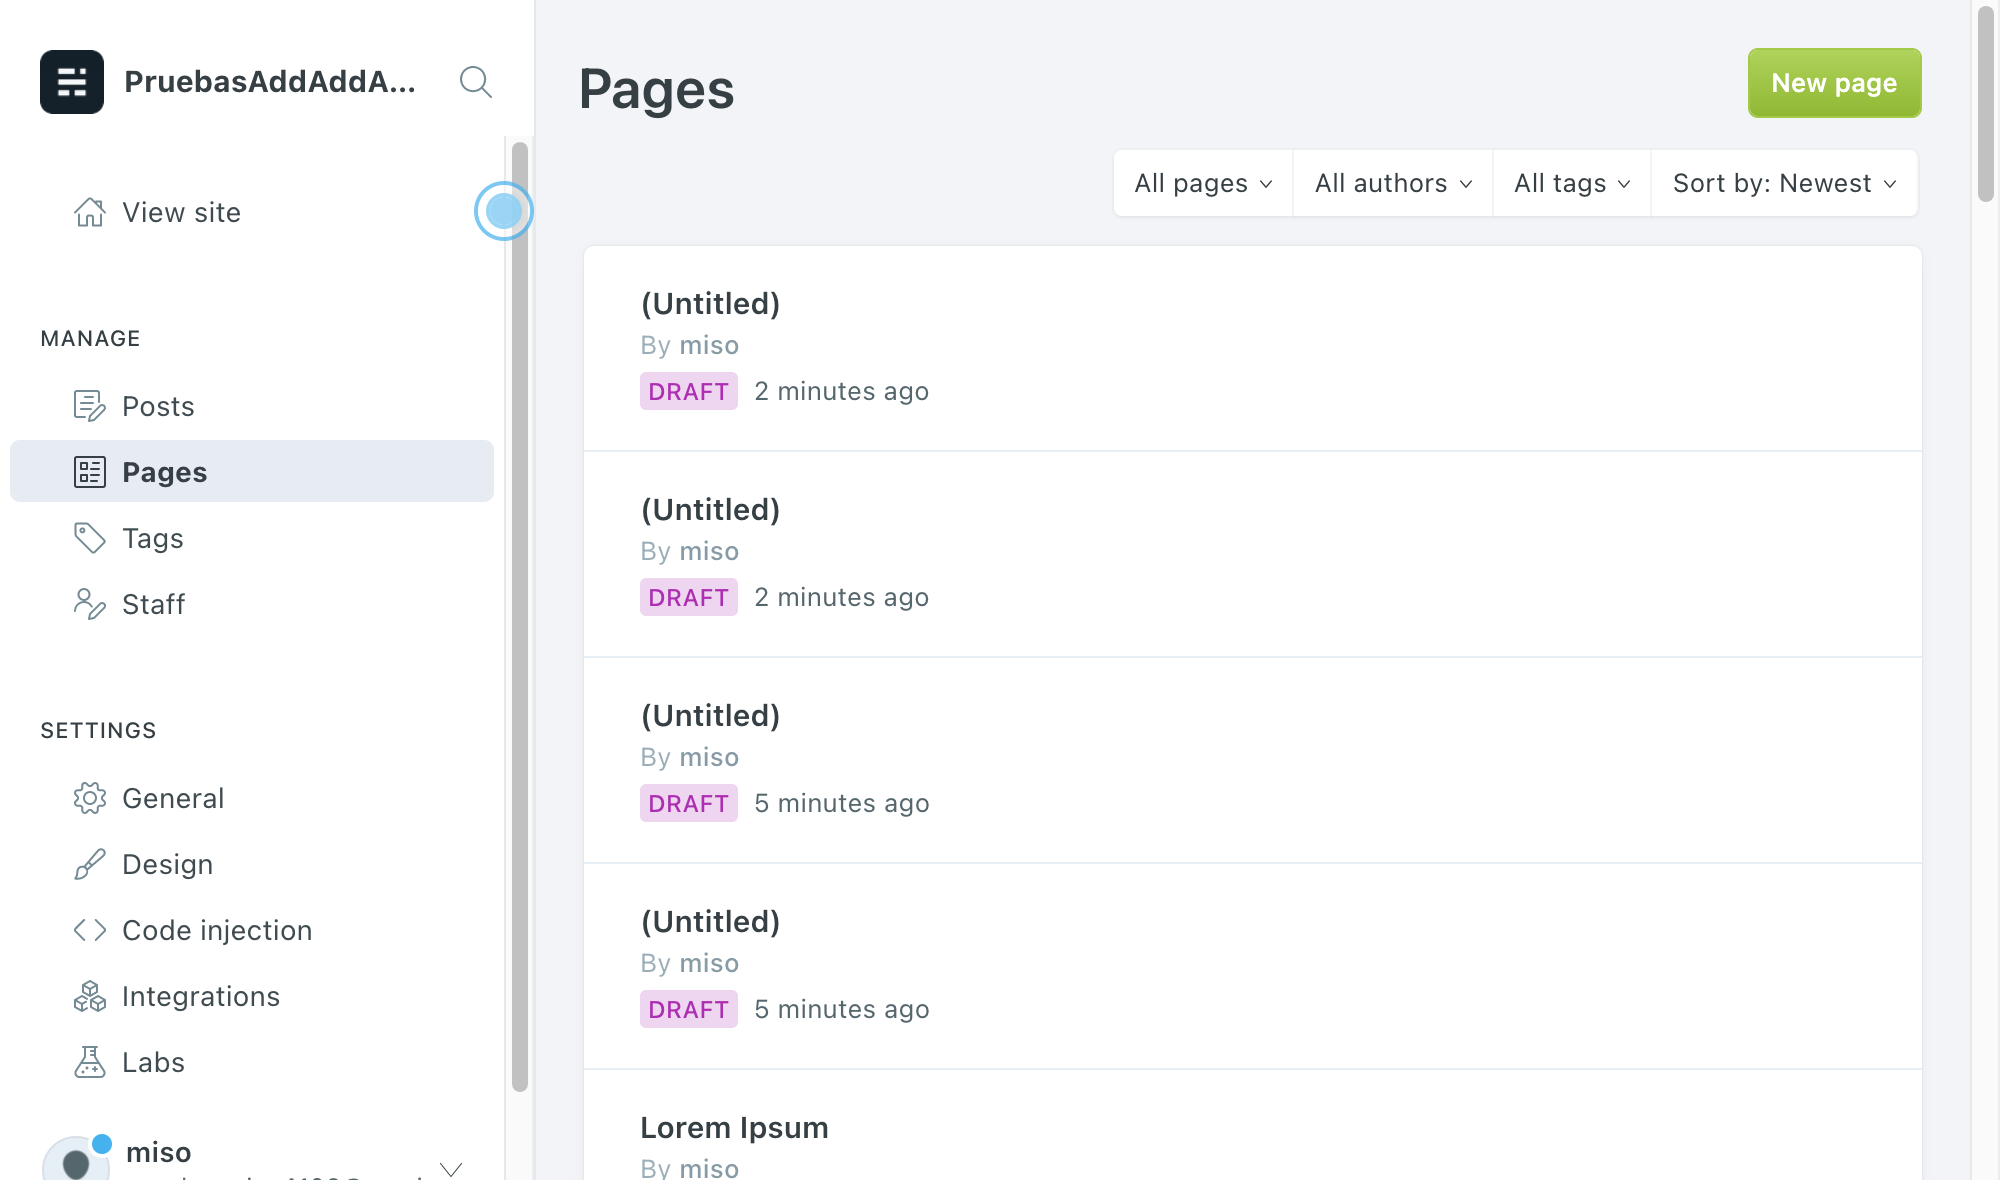 PruebasAddAddA...
View site
MANAGE
Posts
Pages
Tags
Staff
SETTINGS
General
Design
Code injection
Integrations
Labs
miso
Pages
New page
All pages
All authors
All tags
Sort by: Newest
(Untitled)
By miso
DRAFT 2 minutes ago
(Untitled)
By miso
DRAFT 2 minutes ago
(Untitled)
By miso
DRAFT 5 minutes ago
(Untitled)
By miso
DRAFT 5 minutes ago
Lorem Ipsum
By miso